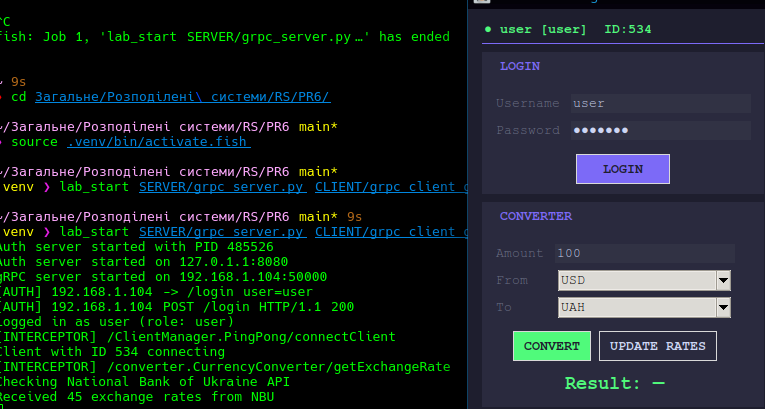 ^C
fish: Job 1, 'lab_start SERVER/grpc_server.py…' has ended
~ 9s
cd Загальне/Розподілені\ системи/RS/PR6/
~/Загальне/Розподілені системи/RS/PR6 main*
source .venv/bin/activate.fish
~/Загальне/Розподілені системи/RS/PR6 main*
venv ❯ lab_start SERVER/grpc_server.py CLIENT/grpc_client_
~/Загальне/Розподілені системи/RS/PR6 main* 9s
venv ❯ lab_start SERVER/grpc_server.py CLIENT/grpc_client_
Auth server started with PID 485526
Auth server started on 127.0.1.1:8080
gRPC server started on 192.168.1.104:50000
[AUTH] 192.168.1.104 -> /login user=user
[AUTH] 192.168.1.104 POST /login HTTP/1.1 200
Logged in as user (role: user)
[INTERCEPTOR] /ClientManager.PingPong/connectClient
Client with ID 534 connecting
[INTERCEPTOR] /converter.CurrencyConverter/getExchangeRate
Checking National Bank of Ukraine API
Received 45 exchange rates from NBU
● user [user] ID:534
LOGIN
Username user
Password ●●●●●●●
LOGIN
CONVERTER
Amount 100
From USD
To UAH
CONVERT UPDATE RATES
Result: —